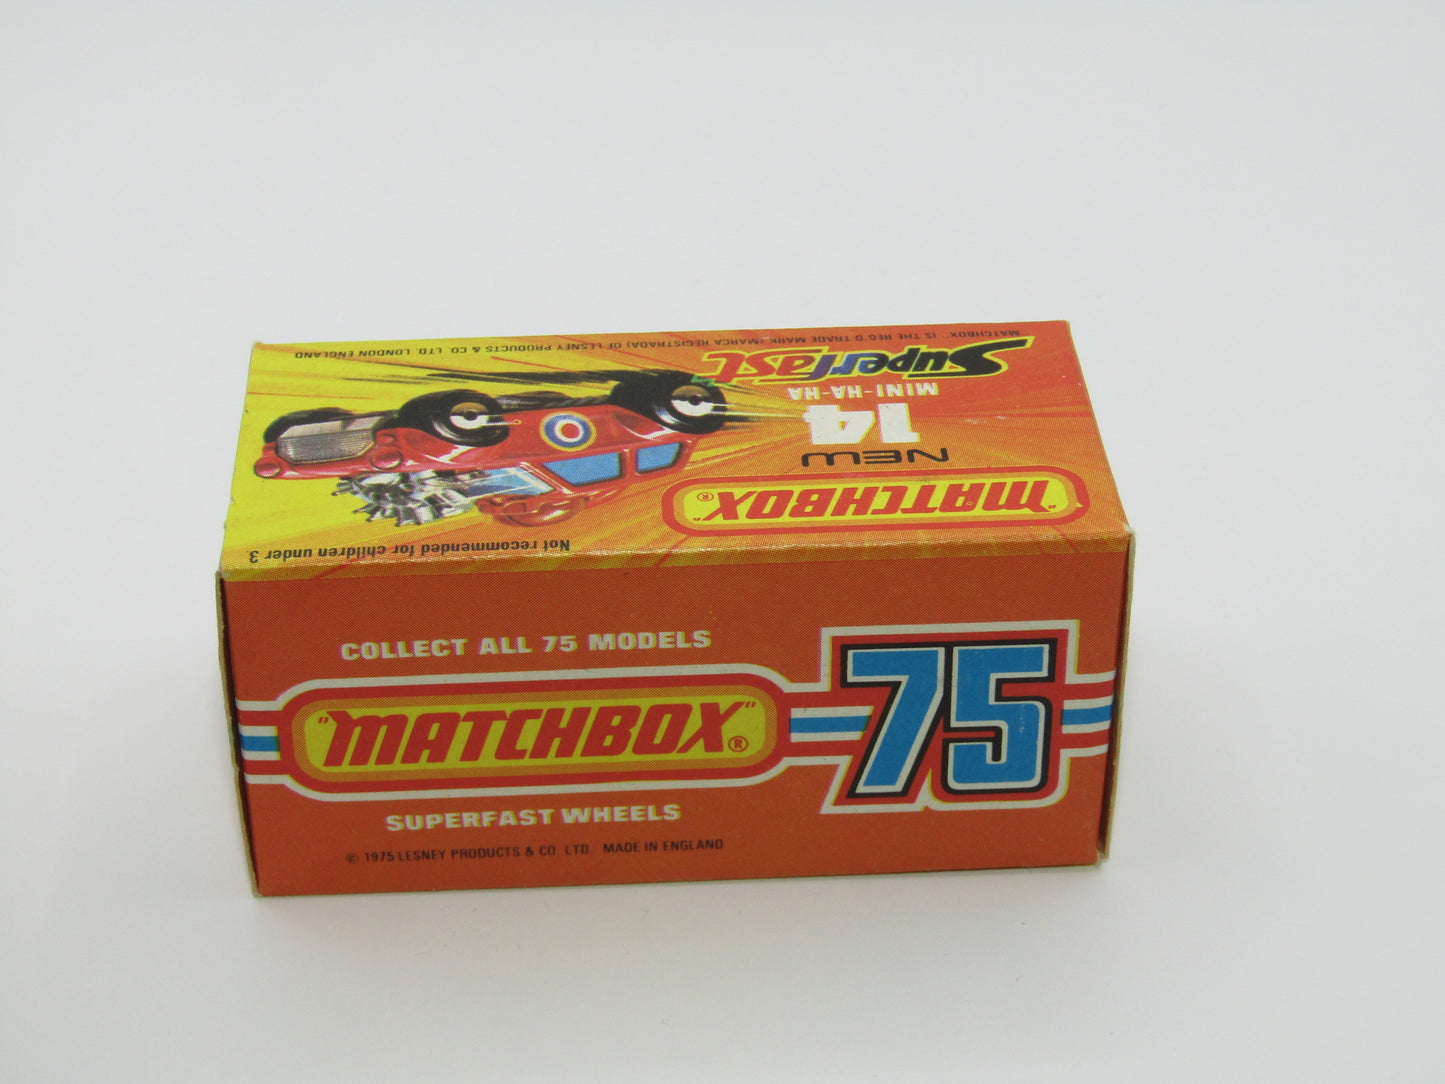 "MATCHBOX"®
NEW
14
MINI-HA-HA
Superfast
Not recommended for children under 3.
"MATCHBOX" IS THE REG'D TRADE MARK (MARCA REGISTRADA) OF LESNEY PRODUCTS & CO. LTD. LONDON ENGLAND
COLLECT ALL 75 MODELS
"MATCHBOX"®
75
SUPERFAST WHEELS
© 1975 LESNEY PRODUCTS & CO. LTD. MADE IN ENGLAND